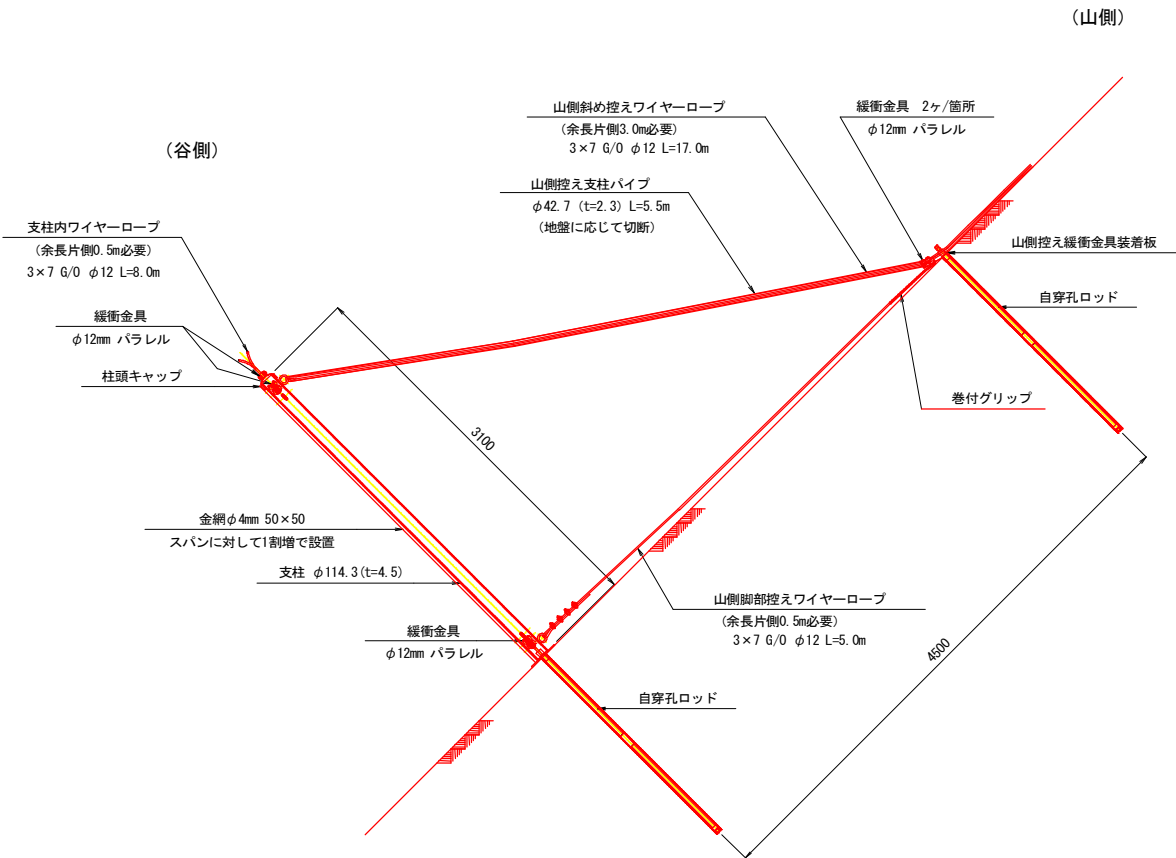 （山側）
（谷側）
山側斜め控えワイヤーロープ
（余長片側3.0m必要）
3×7 G/O φ12 L=17.0m
緩衝金具　2ヶ/箇所
φ12mm パラレル
山側控え支柱パイプ
φ42.7 (t=2.3) L=5.5m
（地盤に応じて切断）
支柱内ワイヤーロープ
（余長片側0.5m必要）
3×7 G/O φ12 L=8.0m
山側控え緩衝金具装着板
自穿孔ロッド
緩衝金具
φ12mm パラレル
柱頭キャップ
巻付グリップ
3100
金網φ4mm 50×50
スパンに対して1割増で設置
支柱 φ114.3(t=4.5)
山側脚部控えワイヤーロープ
（余長片側0.5m必要）
3×7 G/O φ12 L=5.0m
緩衝金具
φ12mm パラレル
4500
自穿孔ロッド